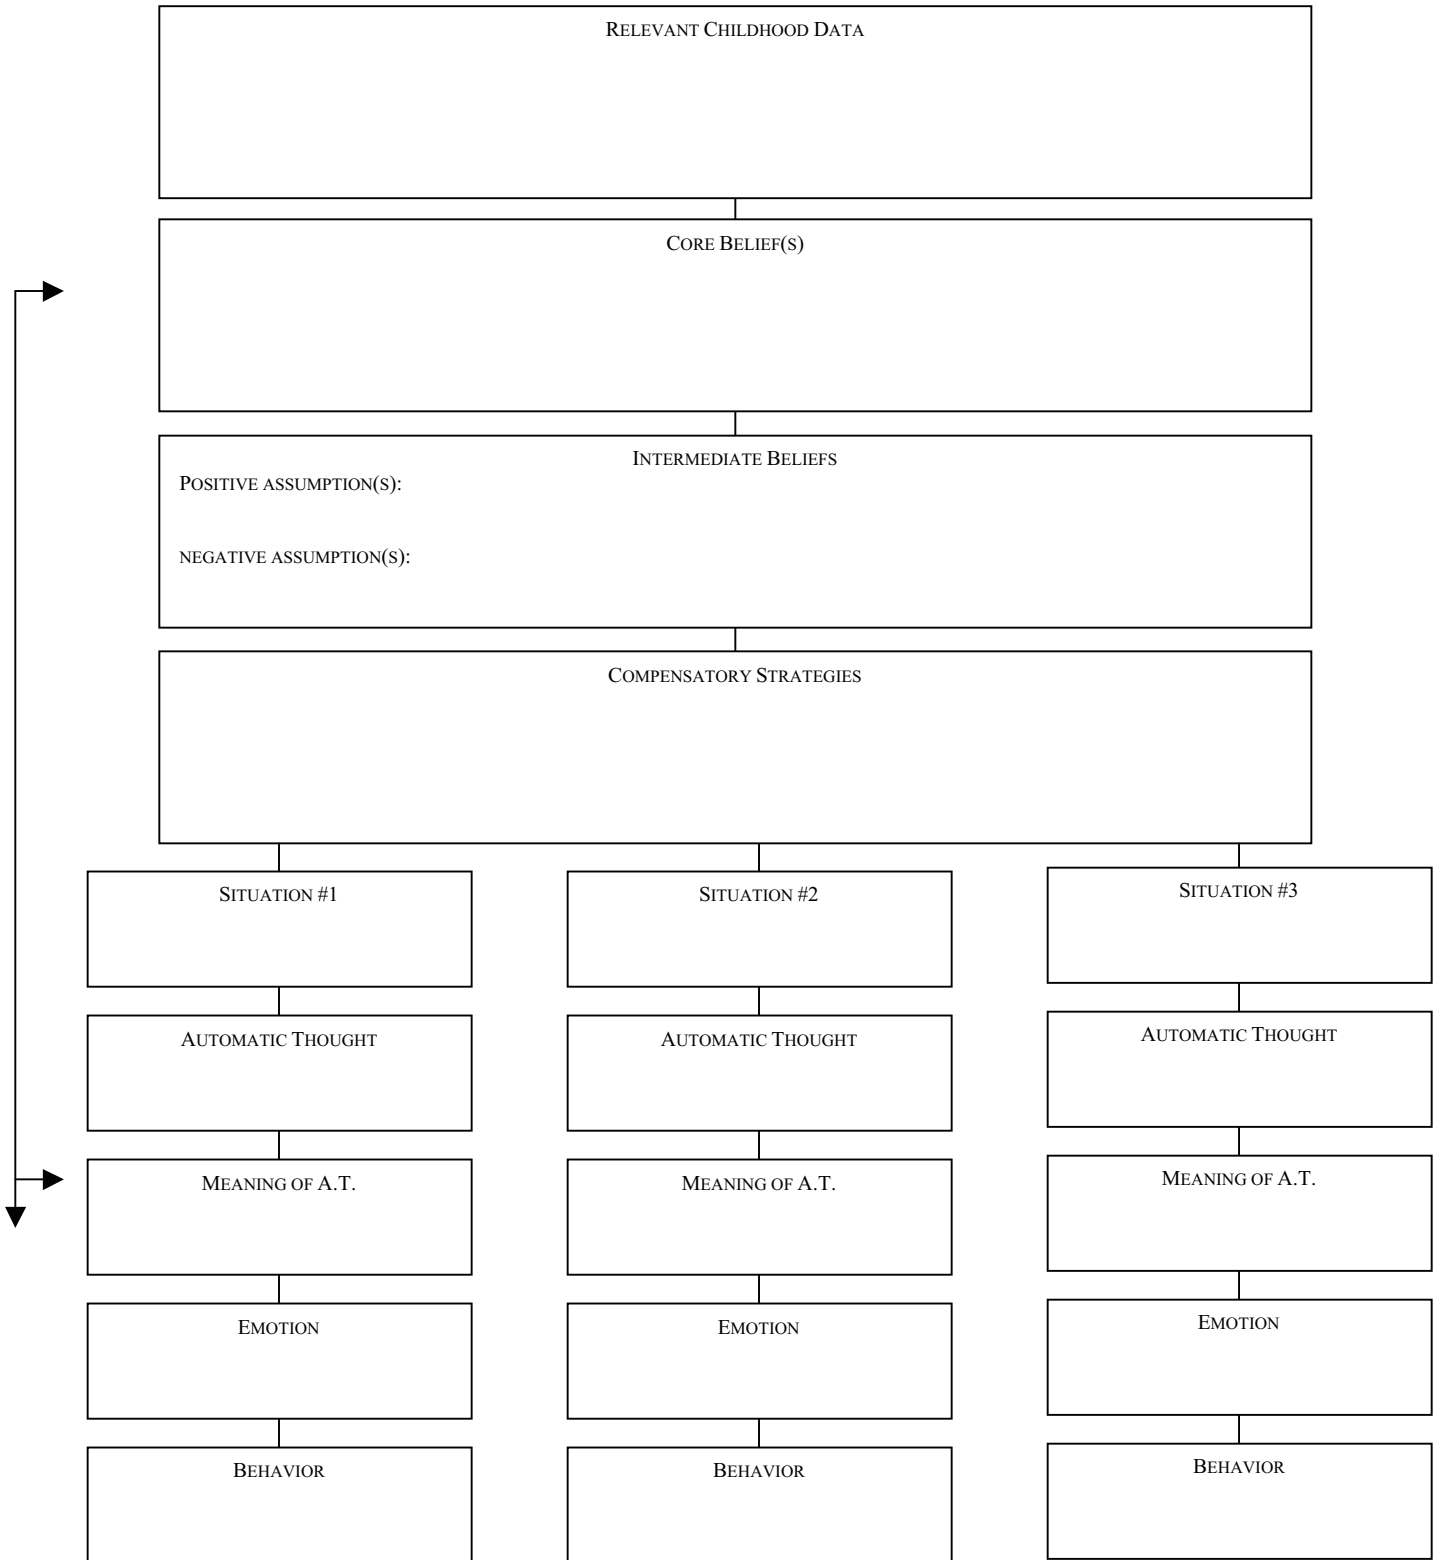 RELEVANT CHILDHOOD DATA
CORE BELIEF(S)
INTERMEDIATE BELIEFS
POSITIVE ASSUMPTION(S):
NEGATIVE ASSUMPTION(S):
COMPENSATORY STRATEGIES
SITUATION #1
SITUATION #2
SITUATION #3
AUTOMATIC THOUGHT
AUTOMATIC THOUGHT
AUTOMATIC THOUGHT
MEANING OF A.T.
MEANING OF A.T.
MEANING OF A.T.
EMOTION
EMOTION
EMOTION
BEHAVIOR
BEHAVIOR
BEHAVIOR